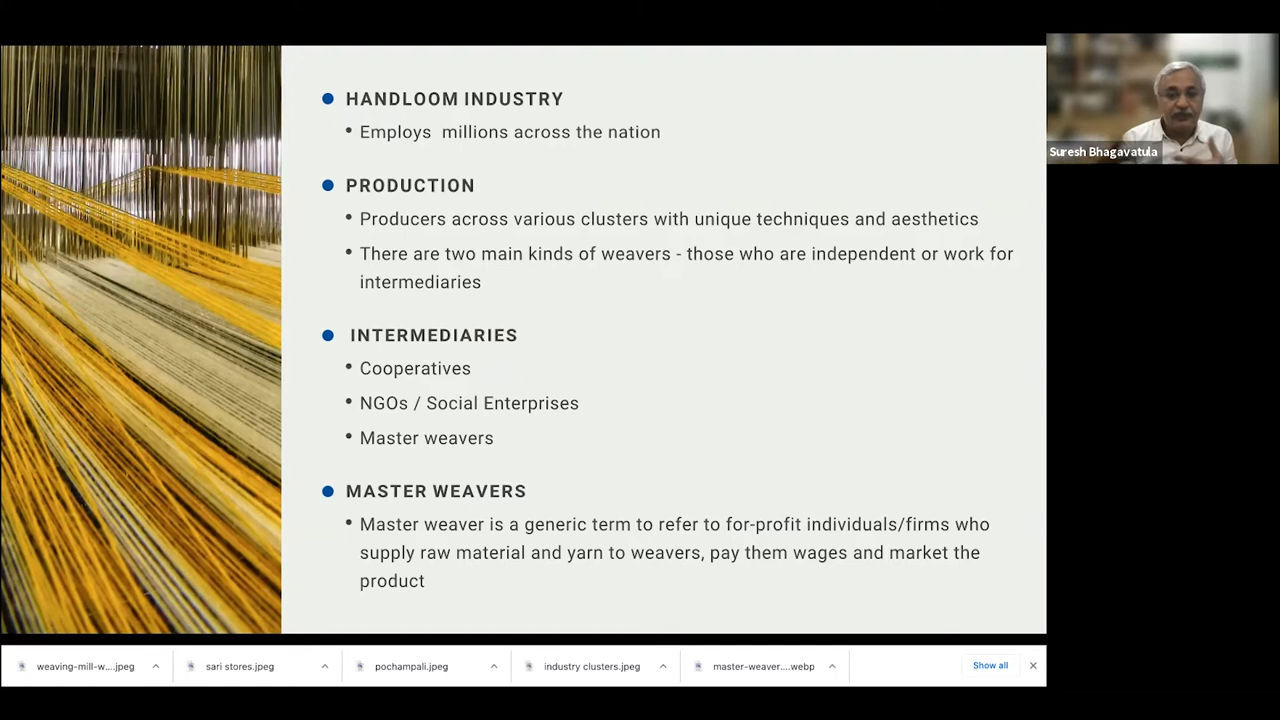 HANDLOOM INDUSTRY
Employs millions across the nation
PRODUCTION
Producers across various clusters with unique techniques and aesthetics
There are two main kinds of weavers - those who are independent or work for
intermediaries
INTERMEDIARIES
Cooperatives
NGOs / Social Enterprises
Master weavers
MASTER WEAVERS
Master weaver is a generic term to refer to for-profit individuals/firms who
supply raw material and yarn to weavers, pay them wages and market the
product
Suresh Bhagavatula
weaving-mill-w....jpeg
sari stores.jpeg
pochampali.jpeg
industry clusters.jpeg
master-weaver....webp
Show all